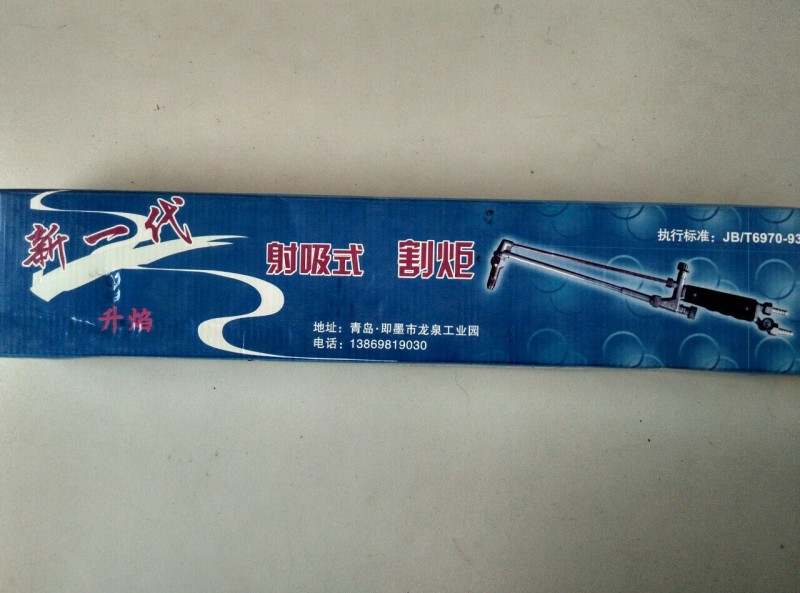 新一代
升焰
射吸式 割炬
地址：青岛·即墨市龙泉工业园
电话：13869819030
执行标准：JB/T6970-93